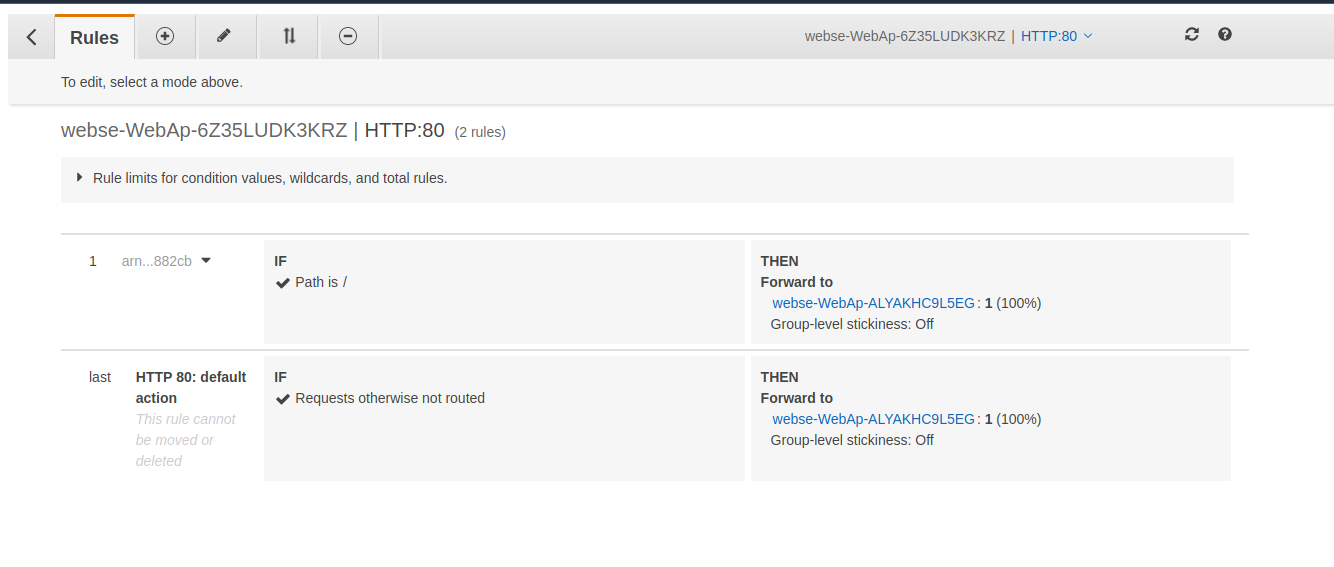 Rules
webse-WebAp-6Z35LUDK3KRZ | HTTP:80
To edit, select a mode above.
webse-WebAp-6Z35LUDK3KRZ | HTTP:80 (2 rules)
Rule limits for condition values, wildcards, and total rules.
1 arn...882cb
IF
Path is /
THEN
Forward to
webse-WebAp-ALYAKHC9L5EG: 1 (100%)
Group-level stickiness: Off
last
HTTP 80: default
action
This rule cannot
be moved or
deleted
IF
Requests otherwise not routed
THEN
Forward to
webse-WebAp-ALYAKHC9L5EG: 1 (100%)
Group-level stickiness: Off